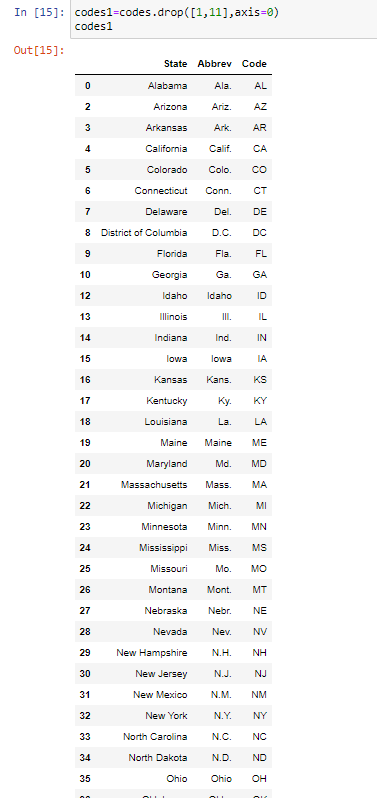 In [15]: codes1=codes.drop([1,11],axis=0)
codes1
Out[15]:
State Abbrev Code
0 Alabama Ala. AL
2 Arizona Ariz. AZ
3 Arkansas Ark. AR
4 California Calif. CA
5 Colorado Colo. CO
6 Connecticut Conn. CT
7 Delaware Del. DE
8 District of Columbia D.C. DC
9 Florida Fla. FL
10 Georgia Ga. GA
12 Idaho Idaho ID
13 Illinois Ill. IL
14 Indiana Ind. IN
15 Iowa Iowa IA
16 Kansas Kans. KS
17 Kentucky Ky. KY
18 Louisiana La. LA
19 Maine Maine ME
20 Maryland Md. MD
21 Massachusetts Mass. MA
22 Michigan Mich. MI
23 Minnesota Minn. MN
24 Mississippi Miss. MS
25 Missouri Mo. MO
26 Montana Mont. MT
27 Nebraska Nebr. NE
28 Nevada Nev. NV
29 New Hampshire N.H. NH
30 New Jersey N.J. NJ
31 New Mexico N.M. NM
32 New York N.Y. NY
33 North Carolina N.C. NC
34 North Dakota N.D. ND
35 Ohio Ohio OH